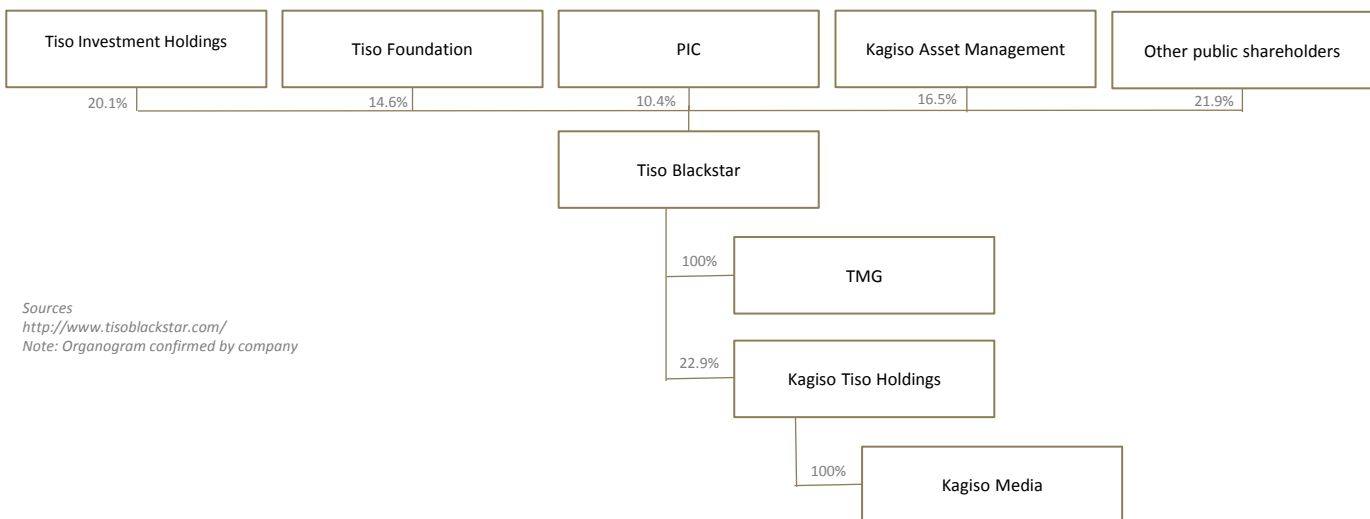 Tiso Investment Holdings
Tiso Foundation
PIC
Kagiso Asset Management
Other public shareholders
20.1%
14.6%
10.4%
16.5%
21.9%
Tiso Blackstar
100%
TMG
Sources
http://www.tisoblackstar.com/
Note: Organogram confirmed by company
22.9%
Kagiso Tiso Holdings
100%
Kagiso Media